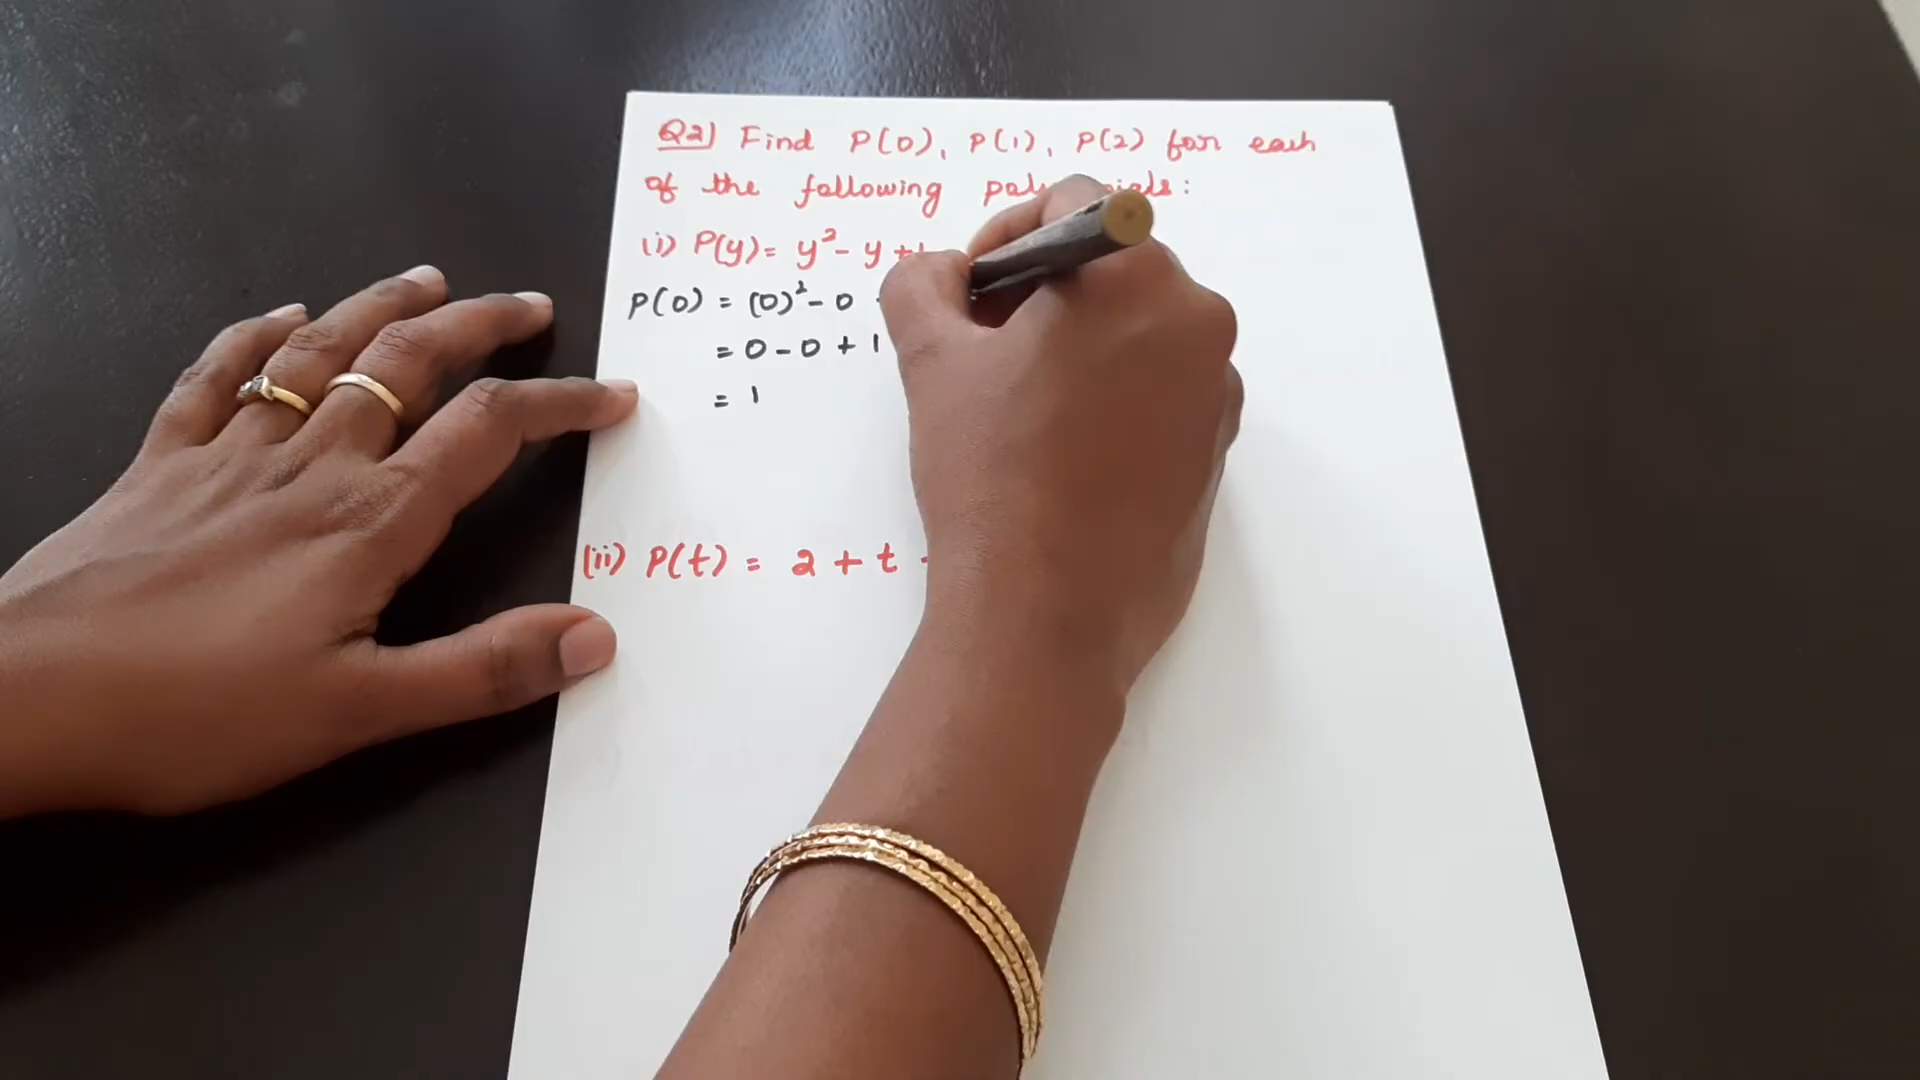 Q2) Find P(0), P(1), P(2) for each
of the following
(i) P(y) = y² - y +
P(0) = (0)² - 0
= 0 - 0 + 1
= 1
(ii) P(t) = 2 + t